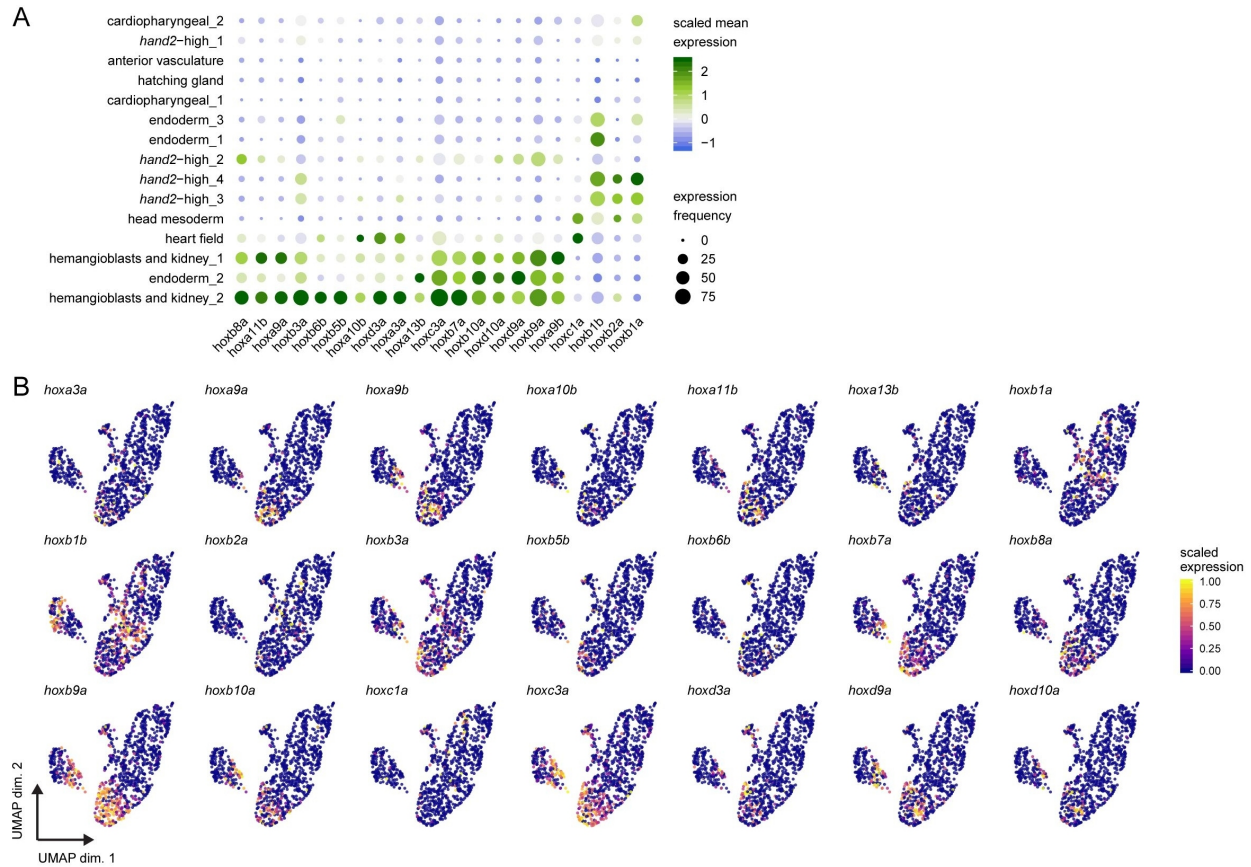 A
cardiopharyngeal_2
hand2−high_1
anterior vasculature
hatching gland
cardiopharyngeal_1
endoderm_3
endoderm_1
hand2−high_2
hand2−high_4
hand2−high_3
head mesoderm
heart field
hemangioblasts and kidney_1
endoderm_2
hemangioblasts and kidney_2
hoxb8a
hoxa11b
hoxa9a
hoxb3a
hoxb6b
hoxb5b
hoxa10b
hoxd3a
hoxa3a
hoxa13b
hoxc3a
hoxb7a
hoxb10a
hoxd10a
hoxd9a
hoxb9a
hoxa9b
hoxc1a
hoxb1b
hoxb2a
hoxb1a
scaled mean
expression
2
1
0
−1
expression
frequency
0
25
50
75
B
hoxa3a hoxa9a hoxa9b hoxa10b hoxa11b hoxa13b hoxb1a
hoxb1b hoxb2a hoxb3a hoxb5b hoxb6b hoxb7a hoxb8a
hoxb9a hoxb10a hoxc1a hoxc3a hoxd3a hoxd9a hoxd10a
scaled
expression
1.00
0.75
0.50
0.25
0.00
UMAP dim. 2
UMAP dim. 1